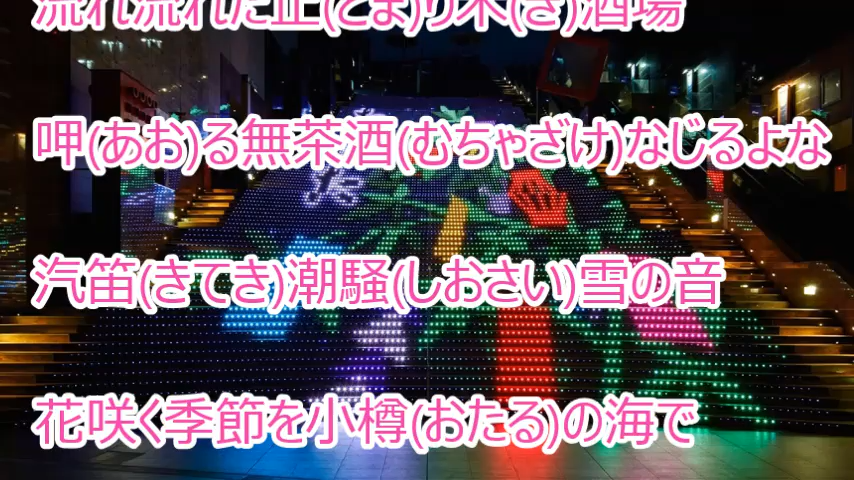 流れ流れた止(とま)り木(ぎ)酒場
呷(あお)る無茶酒(むちゃざけ)なじるよな
汽笛(きてき)潮騒(しおさい)雪の音
花咲く季節を小樽(おたる)の海で